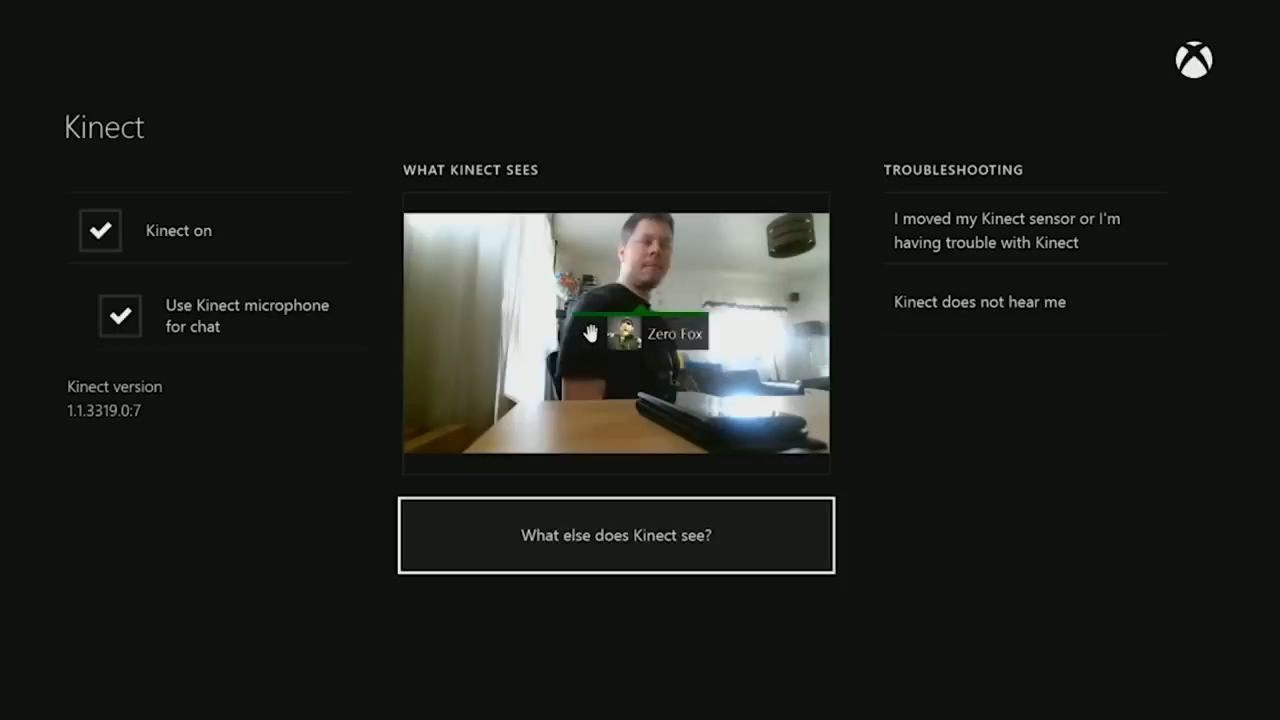 Kinect
Kinect on
Use Kinect microphone
for chat
Kinect version
1.1.3319.0:7
WHAT KINECT SEES
Zero Fox
What else does Kinect see?
TROUBLESHOOTING
I moved my Kinect sensor or I'm
having trouble with Kinect
Kinect does not hear me